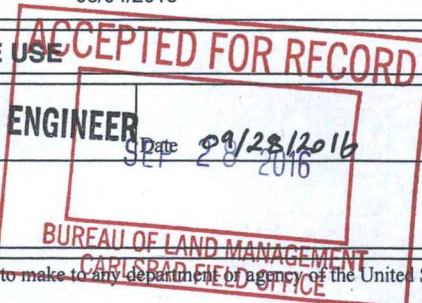 E USE
ACCEPTED FOR RECORD
ENGINEER
Date 09/28/2016
SEP 28 2016
BUREAU OF LAND MANAGEMENT
CARLSBAD FIELD OFFICE
to make to any department or agency of the United S